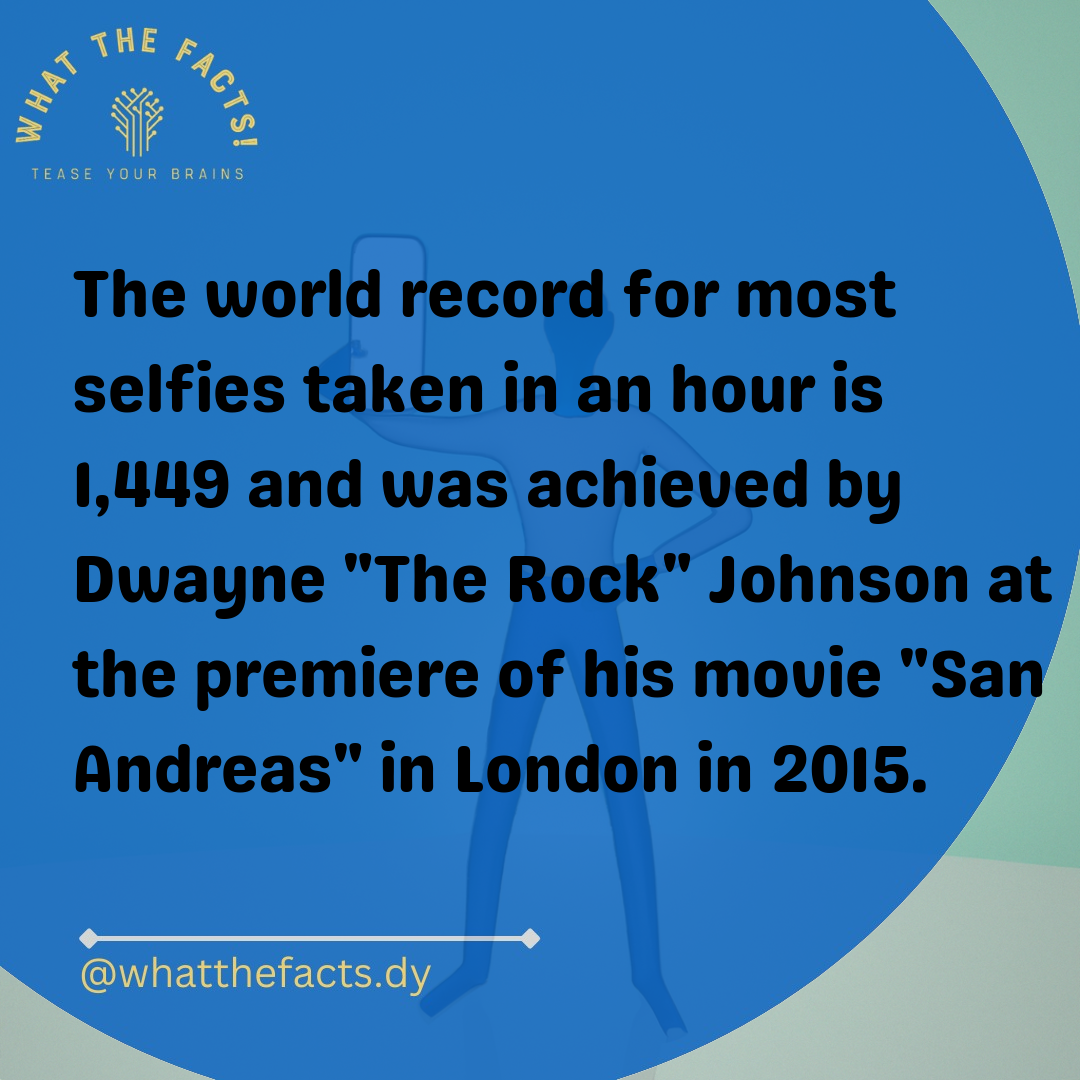 WHAT THE FACTS!
TEASE YOUR BRAINS
The world record for most
selfies taken in an hour is
1,449 and was achieved by
Dwayne "The Rock" Johnson at
the premiere of his movie "San
Andreas" in London in 2015.
@whatthefacts.dy